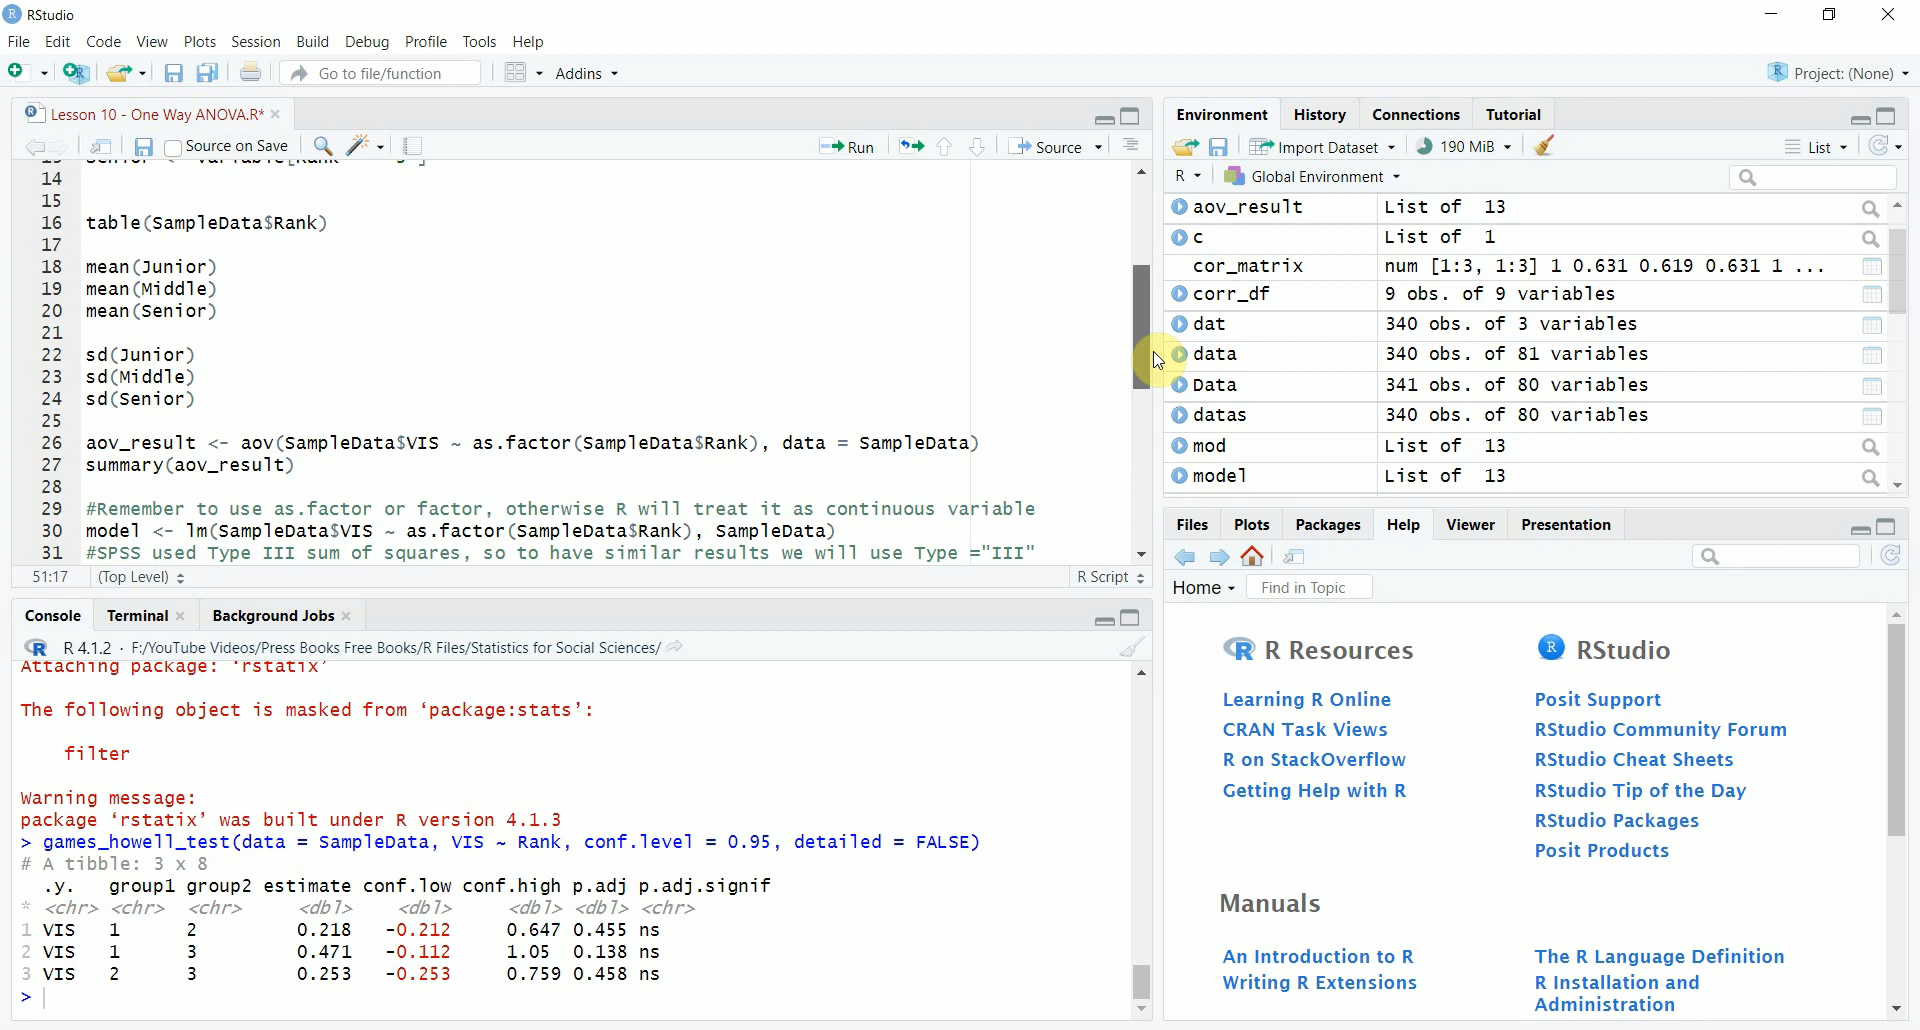 RStudio
File Edit Code View Plots Session Build Debug Profile Tools Help
Go to file/function Addins Project: (None)
Lesson 10 - One Way ANOVA.R*
Source on Save Run Source
14
15
16 table(SampleData$Rank)
17
18 mean(Junior)
19 mean(Middle)
20 mean(Senior)
21
22 sd(Junior)
23 sd(Middle)
24 sd(Senior)
25
26 aov_result <- aov(SampleData$VIS ~ as.factor(SampleData$Rank), data = SampleData)
27 summary(aov_result)
28
29 #Remember to use as.factor or factor, otherwise R will treat it as continuous variable
30 model <- lm(SampleData$VIS ~ as.factor(SampleData$Rank), SampleData)
31 #SPSS used Type III sum of squares, so to have similar results we will use Type ="III"
51:17 (Top Level) R Script
Console Terminal Background Jobs
R 4.1.2 · F:/YouTube Videos/Press Books Free Books/R Files/Statistics for Social Sciences/
Attaching package: ‘rstatix’
The following object is masked from ‘package:stats’:
filter
Warning message:
package ‘rstatix’ was built under R version 4.1.3
> games_howell_test(data = SampleData, VIS ~ Rank, conf.level = 0.95, detailed = FALSE)
# A tibble: 3 x 8
.y. group1 group2 estimate conf.low conf.high p.adj p.adj.signif
* <chr> <chr> <chr> <dbl> <dbl> <dbl> <dbl> <chr>
1 VIS 1 2 0.218 -0.212 0.647 0.455 ns
2 VIS 1 3 0.471 -0.112 1.05 0.138 ns
3 VIS 2 3 0.253 -0.253 0.759 0.458 ns
>
Environment History Connections Tutorial
Import Dataset 190 MiB List
R Global Environment
aov_result List of 13
c List of 1
cor_matrix num [1:3, 1:3] 1 0.631 0.619 0.631 1 ...
corr_df 9 obs. of 9 variables
dat 340 obs. of 3 variables
data 340 obs. of 81 variables
Data 341 obs. of 80 variables
datas 340 obs. of 80 variables
mod List of 13
model List of 13
Files Plots Packages Help Viewer Presentation
Home Find in Topic
R Resources
Learning R Online
CRAN Task Views
R on StackOverflow
Getting Help with R
RStudio
Posit Support
RStudio Community Forum
RStudio Cheat Sheets
RStudio Tip of the Day
RStudio Packages
Posit Products
Manuals
An Introduction to R
Writing R Extensions
The R Language Definition
R Installation and
Administration